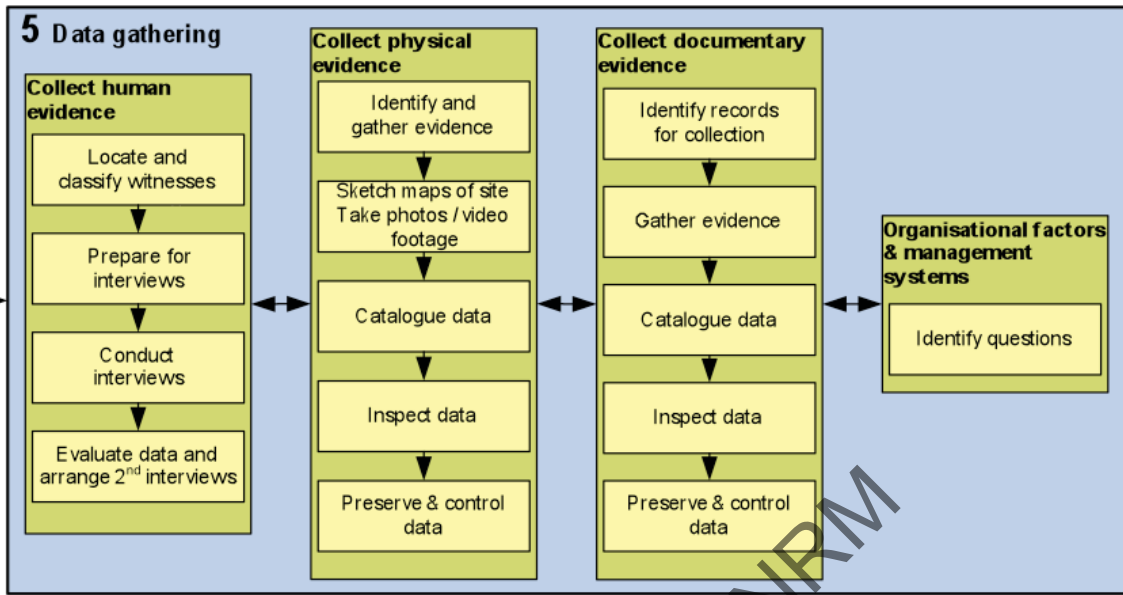 5 Data gathering
Collect human
evidence
Locate and
classify witnesses
Prepare for
interviews
Conduct
interviews
Evaluate data and
arrange 2nd interviews
Collect physical
evidence
Identify and
gather evidence
Sketch maps of site
Take photos / video
footage
Catalogue data
Inspect data
Preserve & control
data
Collect documentary
evidence
Identify records
for collection
Gather evidence
Catalogue data
Inspect data
Preserve & control
data
Organisational factors
& management
systems
Identify questions